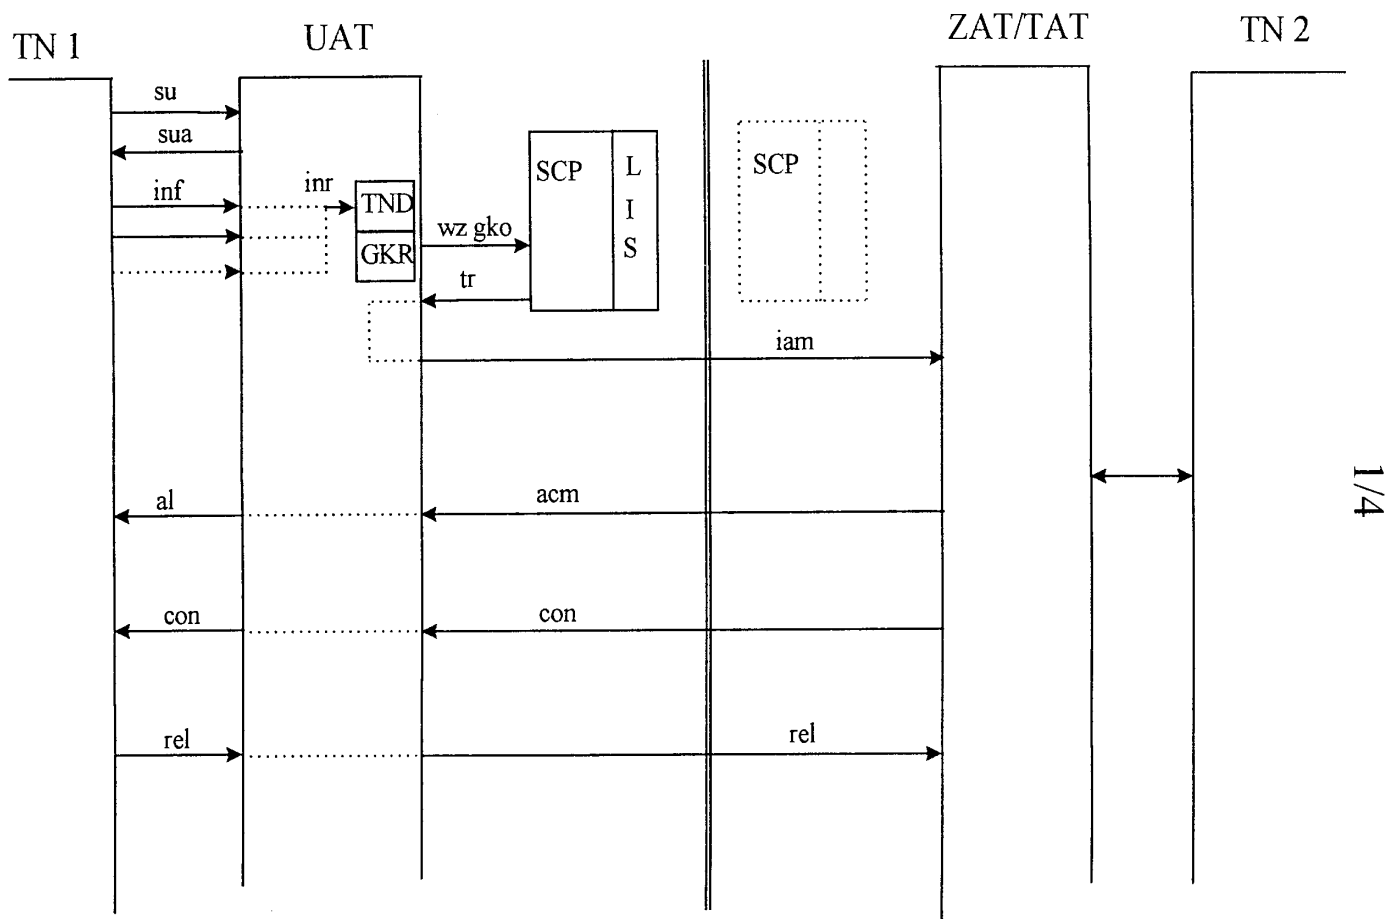 TN 1
UAT
ZAT/TAT
TN 2
su
sua
inf
inr
TND
GKR
wz gko
tr
SCP
L
I
S
SCP
iam
al
acm
con
con
rel
rel
1/4